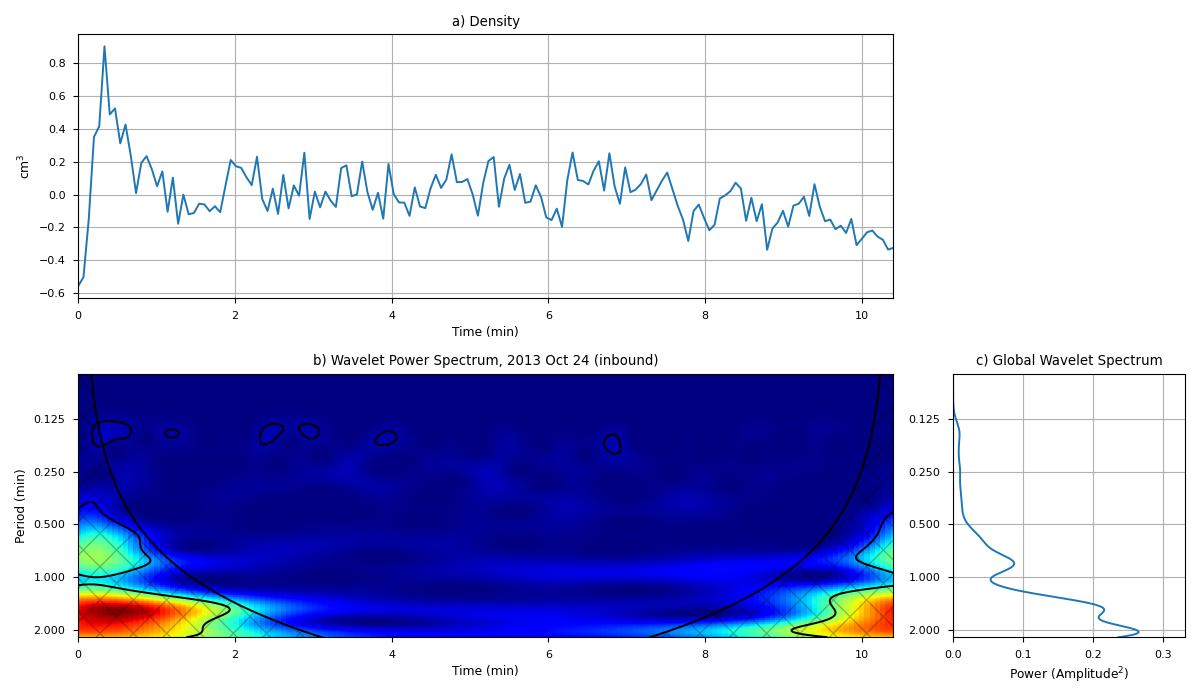 a) Density
cm³
0.8
0.6
0.4
0.2
0.0
−0.2
−0.4
−0.6
0 2 4 6 8 10
Time (min)
b) Wavelet Power Spectrum, 2013 Oct 24 (inbound)
Period (min)
0.125
0.250
0.500
1.000
2.000
0 2 4 6 8 10
Time (min)
c) Global Wavelet Spectrum
0.125
0.250
0.500
1.000
2.000
0.0 0.1 0.2 0.3
Power (Amplitude²)